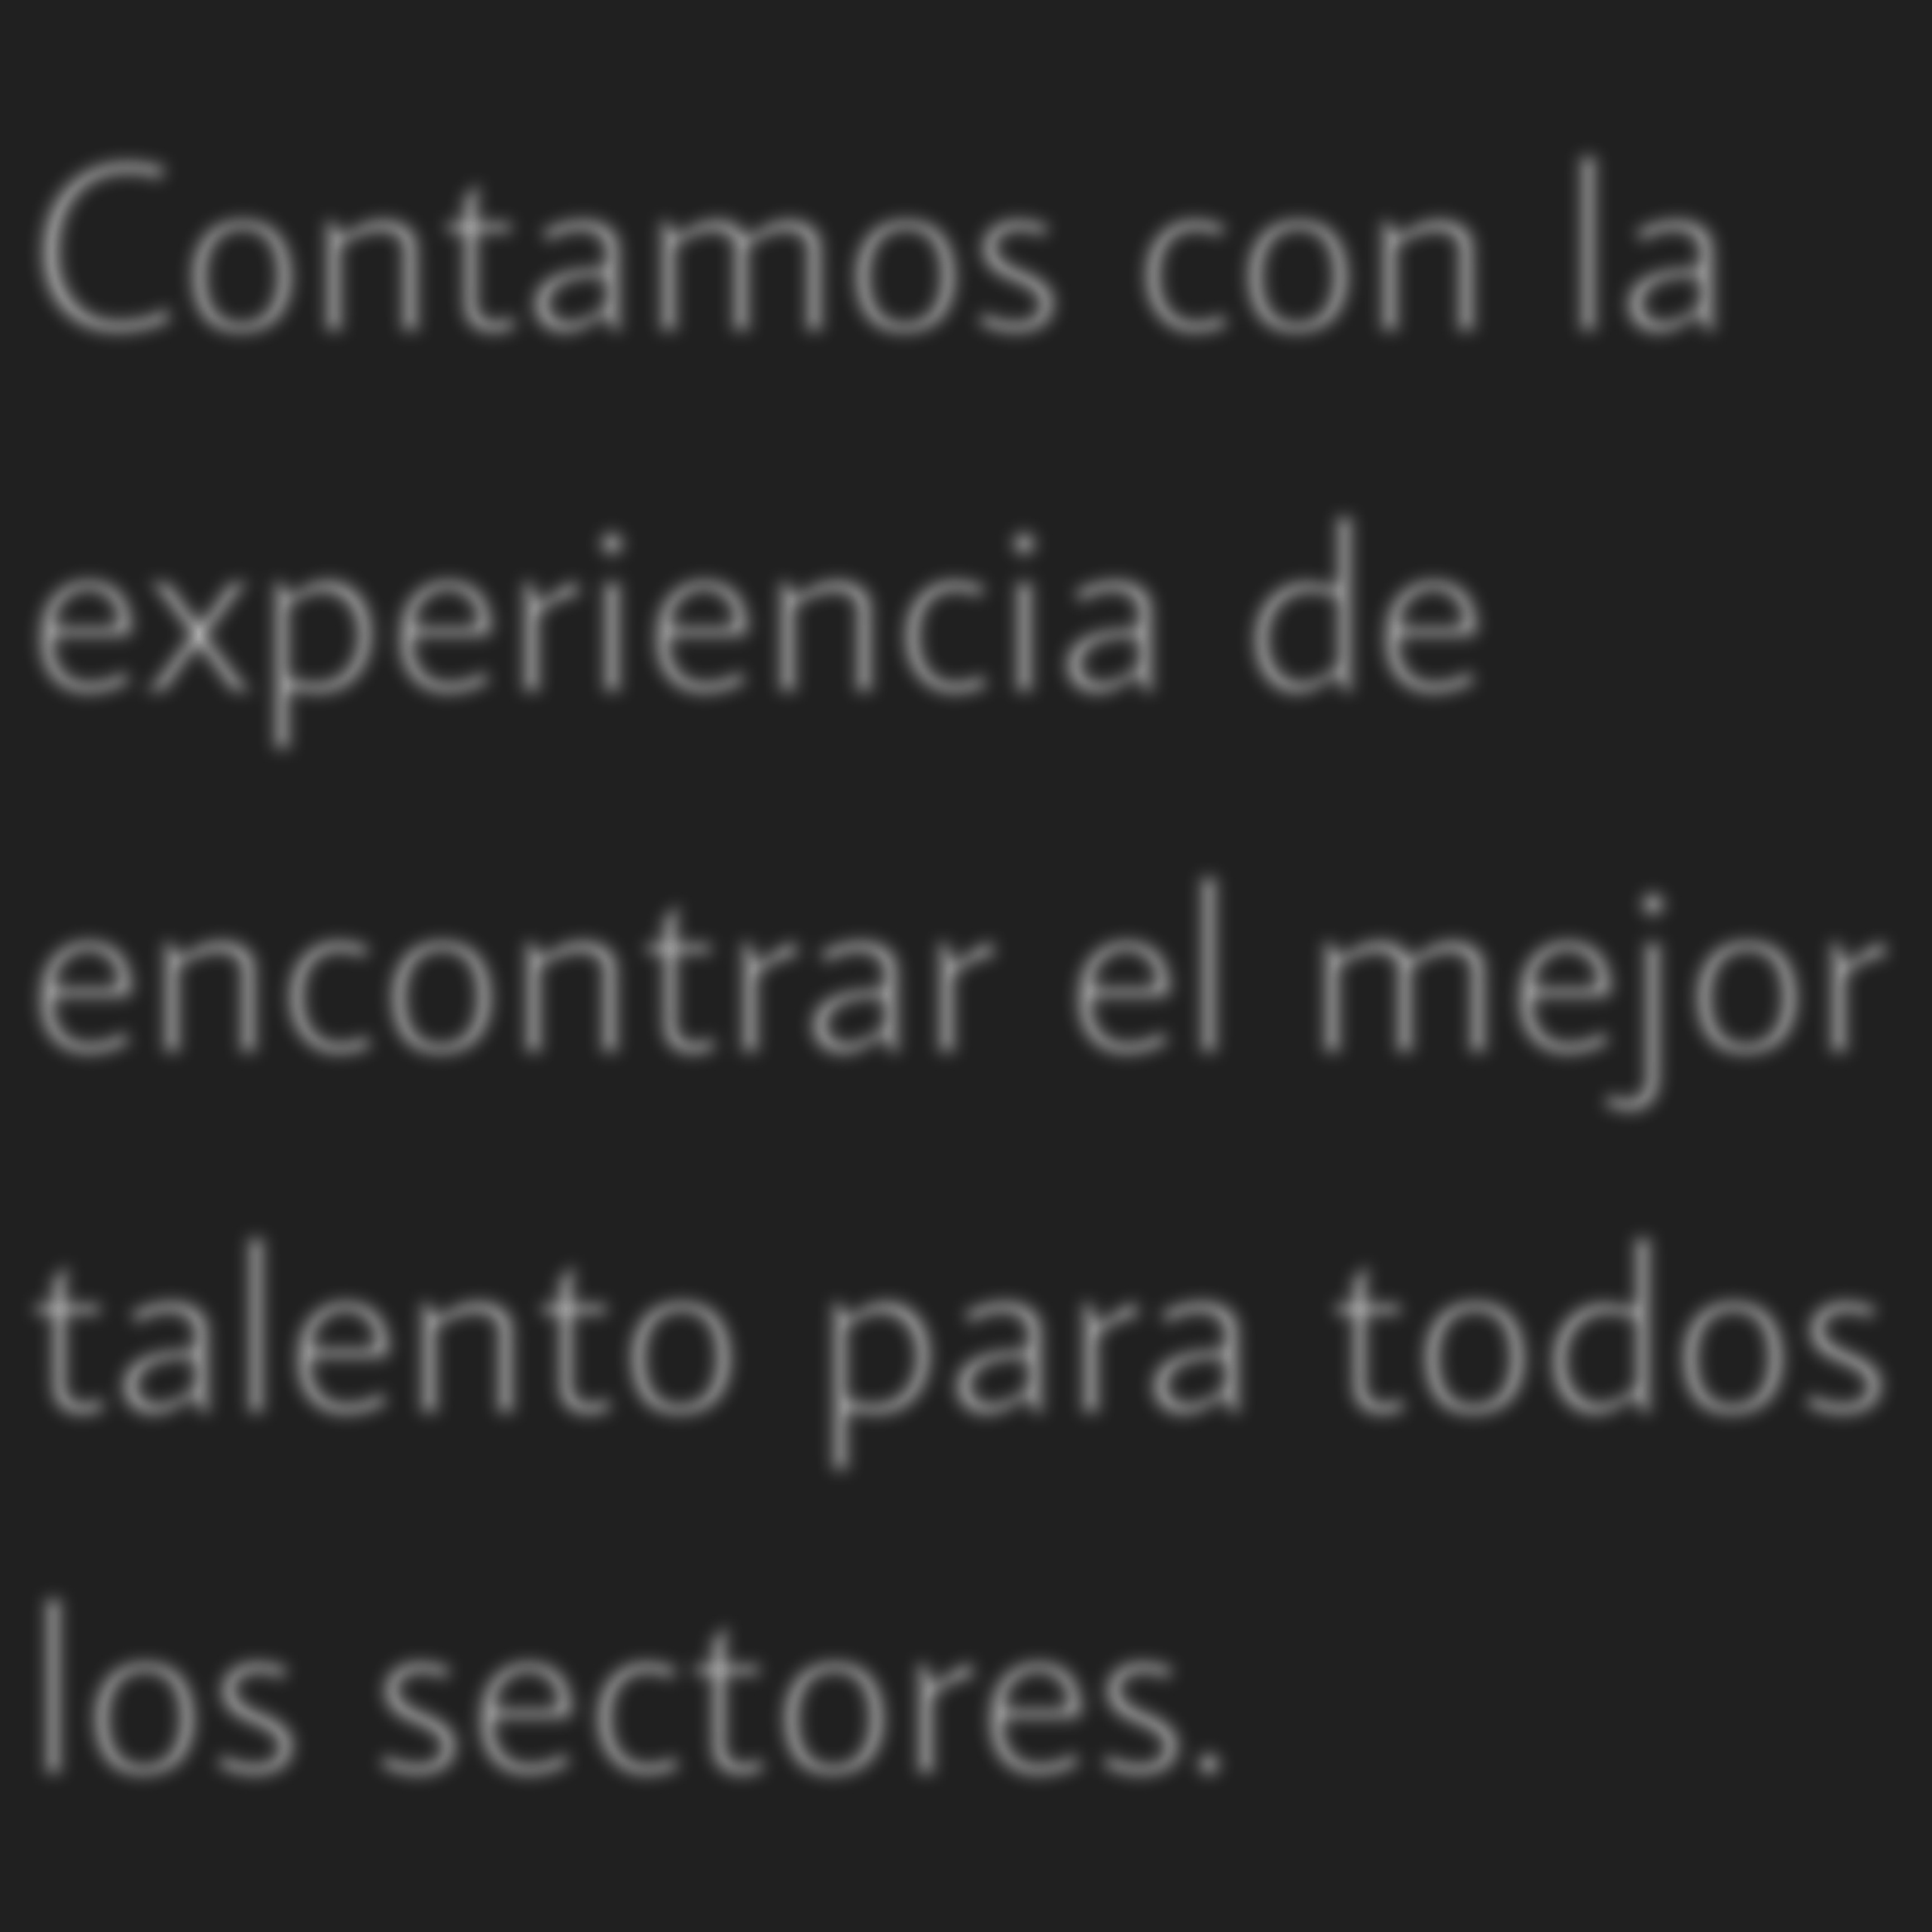 Contamos con la
experiencia de
encontrar el mejor
talento para todos
los sectores.